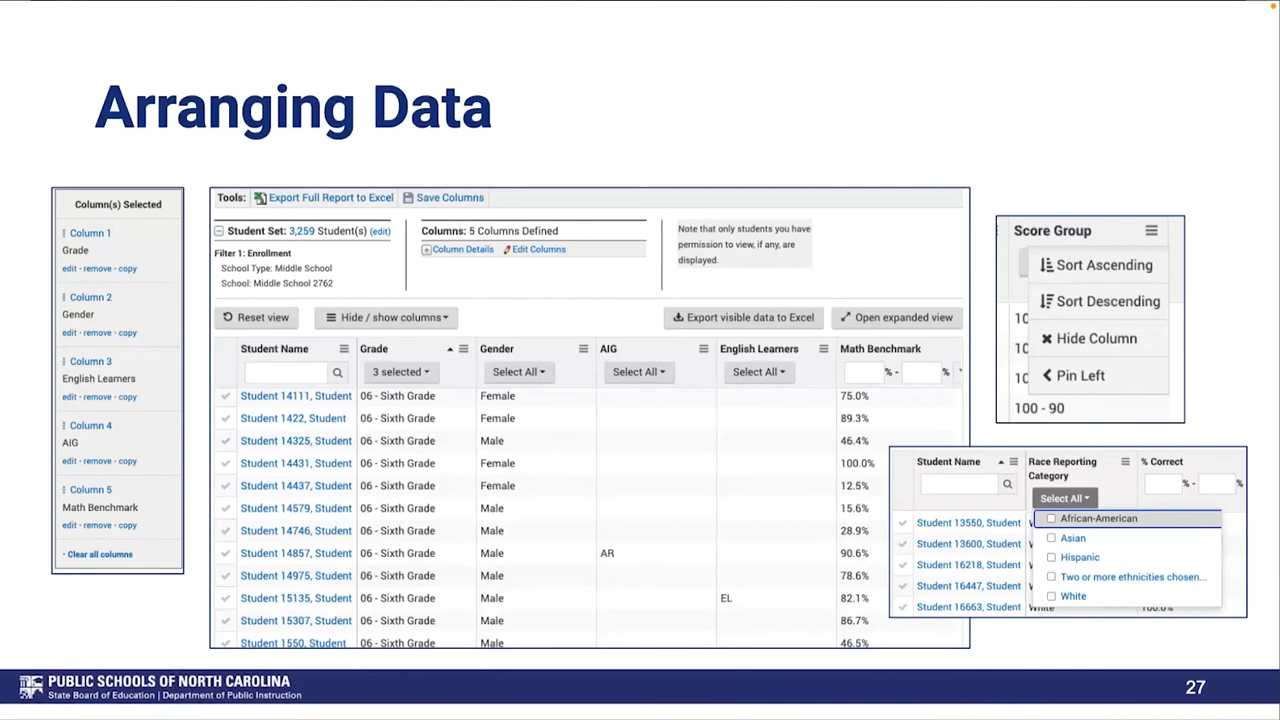 Arranging Data
Column(s) Selected
Column 1
Grade
edit · remove · copy
Column 2
Gender
edit · remove · copy
Column 3
English Learners
edit · remove · copy
Column 4
AIG
edit · remove · copy
Column 5
Math Benchmark
edit · remove · copy
· Clear all columns
Tools: Export Full Report to Excel Save Columns
Student Set: 3,259 Student(s) (edit)
Filter 1: Enrollment
School Type: Middle School
School: Middle School 2762
Columns: 5 Columns Defined
Column Details Edit Columns
Note that only students you have
permission to view, if any, are
displayed.
Reset view Hide / show columns Export visible data to Excel Open expanded view
Student Name Grade Gender AIG English Learners Math Benchmark
3 selected Select All Select All Select All % - %
Student 14111, Student 06 - Sixth Grade Female 75.0%
Student 1422, Student 06 - Sixth Grade Female 89.3%
Student 14325, Student 06 - Sixth Grade Male 46.4%
Student 14431, Student 06 - Sixth Grade Female 100.0%
Student 14437, Student 06 - Sixth Grade Female 12.5%
Student 14579, Student 06 - Sixth Grade Male 15.6%
Student 14746, Student 06 - Sixth Grade Male 28.9%
Student 14857, Student 06 - Sixth Grade Male AR 90.6%
Student 14975, Student 06 - Sixth Grade Male 78.6%
Student 15135, Student 06 - Sixth Grade Male EL 82.1%
Student 15307, Student 06 - Sixth Grade Male 86.7%
Student 1550, Student 06 - Sixth Grade Male 46.5%
Score Group
Sort Ascending
Sort Descending
Hide Column
Pin Left
100 - 90
Student Name Race Reporting % Correct
Category
Select All % - %
African-American
Student 13550, Student
Asian
Student 13600, Student
Hispanic
Student 16218, Student
Two or more ethnicities chosen...
Student 16447, Student
White
Student 16663, Student White 100.0%
PUBLIC SCHOOLS OF NORTH CAROLINA
State Board of Education | Department of Public Instruction
27